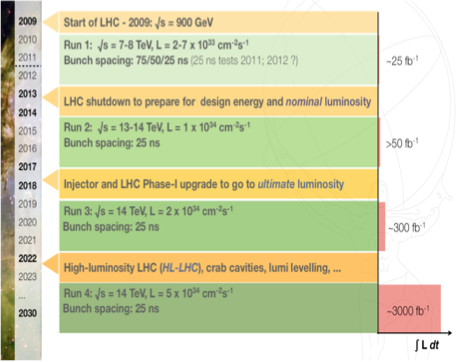 2009
2010
2011
2012
2013
2014
2015
2016
2017
2018
2019
2020
2021
2022
2023
...
2030
Start of LHC - 2009: √s = 900 GeV
Run 1: √s = 7-8 TeV, L = 2-7 x 10³³ cm⁻²s⁻¹
Bunch spacing: 75/50/25 ns (25 ns tests 2011; 2012 ?)
~25 fb⁻¹
LHC shutdown to prepare for design energy and nominal luminosity
Run 2: √s = 13-14 TeV, L = 1 x 10³⁴ cm⁻²s⁻¹
Bunch spacing: 25 ns
>50 fb⁻¹
Injector and LHC Phase-I upgrade to go to ultimate luminosity
Run 3: √s = 14 TeV, L = 2 x 10³⁴ cm⁻²s⁻¹
Bunch spacing: 25 ns
~300 fb⁻¹
High-luminosity LHC (HL-LHC), crab cavities, lumi levelling, ...
Run 4: √s = 14 TeV, L = 5 x 10³⁴ cm⁻²s⁻¹
Bunch spacing: 25 ns
~3000 fb⁻¹
∫ L dt